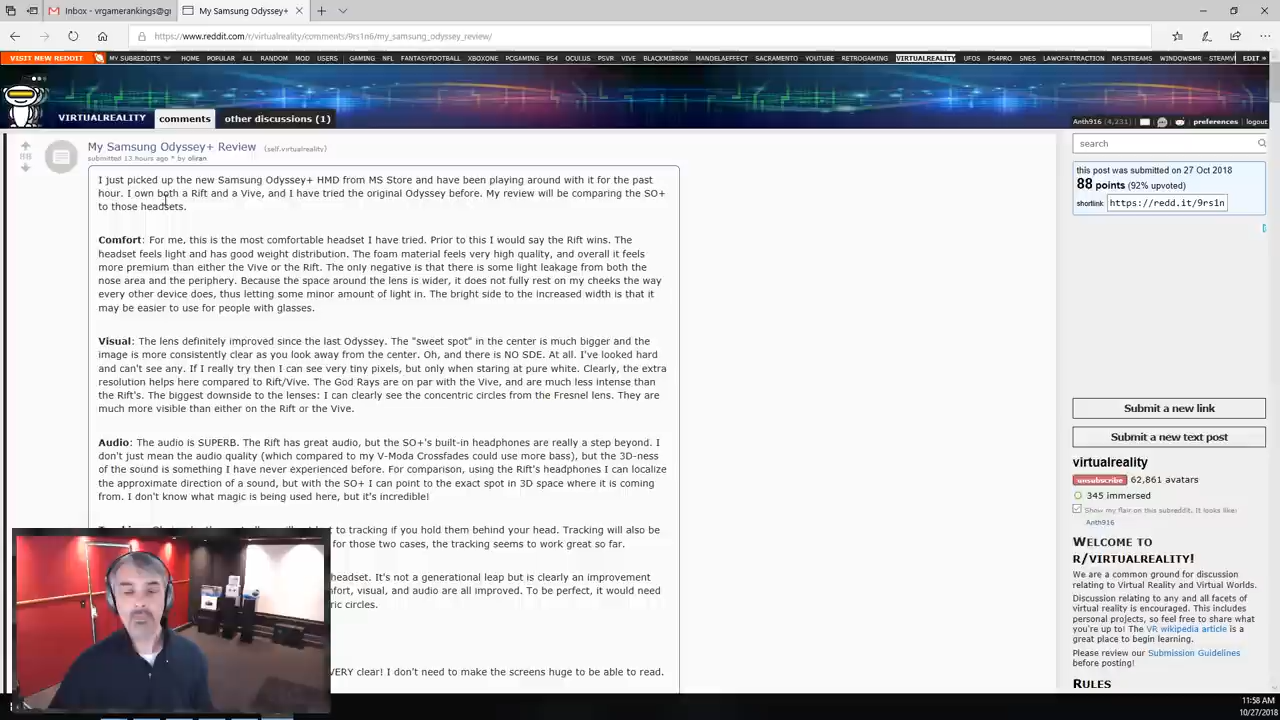 Inbox - vrgamerankings@g
My Samsung Odyssey+
https://www.reddit.com/r/virtualreality/comments/9rs1n6/my_samsung_odyssey_review/
VISIT NEW REDDIT
MY SUBREDDITS
HOME POPULAR ALL RANDOM MOD USERS GAMING NFL FANTASYFOOTBALL XBOXONE PCGAMING PS4 OCULUS PSVR VIVE BLACKMIRROR MANDELAEFFECT SACRAMENTO YOUTUBE RETROGAMING VIRTUALREALITY UFOS PS4PRO SNES LAWOFATTRACTION NFLSTREAMS WINDOWSMR STEAMV EDIT »
VIRTUALREALITY comments other discussions (1)
Anth916 (4,231) preferences logout
My Samsung Odyssey+ Review (self.virtualreality)
submitted 13 hours ago * by oliran
88
I just picked up the new Samsung Odyssey+ HMD from MS Store and have been playing around with it for the past
hour. I own both a Rift and a Vive, and I have tried the original Odyssey before. My review will be comparing the SO+
to those headsets.
Comfort: For me, this is the most comfortable headset I have tried. Prior to this I would say the Rift wins. The
headset feels light and has good weight distribution. The foam material feels very high quality, and overall it feels
more premium than either the Vive or the Rift. The only negative is that there is some light leakage from both the
nose area and the periphery. Because the space around the lens is wider, it does not fully rest on my cheeks the way
every other device does, thus letting some minor amount of light in. The bright side to the increased width is that it
may be easier to use for people with glasses.
Visual: The lens definitely improved since the last Odyssey. The "sweet spot" in the center is much bigger and the
image is more consistently clear as you look away from the center. Oh, and there is NO SDE. At all. I've looked hard
and can't see any. If I really try then I can see very tiny pixels, but only when staring at pure white. Clearly, the extra
resolution helps here compared to Rift/Vive. The God Rays are on par with the Vive, and are much less intense than
the Rift's. The biggest downside to the lenses: I can clearly see the concentric circles from the Fresnel lens. They are
much more visible than either on the Rift or the Vive.
Audio: The audio is SUPERB. The Rift has great audio, but the SO+'s built-in headphones are really a step beyond. I
don't just mean the audio quality (which compared to my V-Moda Crossfades could use more bass), but the 3D-ness
of the sound is something I have never experienced before. For comparison, using the Rift's headphones I can localize
the approximate direction of a sound, but with the SO+ I can point to the exact spot in 3D space where it is coming
from. I don't know what magic is being used here, but it's incredible!
to tracking if you hold them behind your head. Tracking will also be
for those two cases, the tracking seems to work great so far.
headset. It's not a generational leap but is clearly an improvement
visual, and audio are all improved. To be perfect, it would need
circles.
VERY clear! I don't need to make the screens huge to be able to read.
search
this post was submitted on 27 Oct 2018
88 points (92% upvoted)
shortlink: https://redd.it/9rs1n
Submit a new link
Submit a new text post
virtualreality
unsubscribe 62,861 avatars
345 immersed
Show my flair on this subreddit. It looks like:
Anth916
WELCOME TO
R/VIRTUALREALITY!
We are a common ground for discussion
relating to Virtual Reality and Virtual Worlds.
Discussion relating to any and all facets of
virtual reality is encouraged. This includes
personal projects, so feel free to share what
you're up to! The VR wikipedia article is a
great place to begin learning.
Please review our Submission Guidelines
before posting!
RULES
11:58 AM
10/27/2018